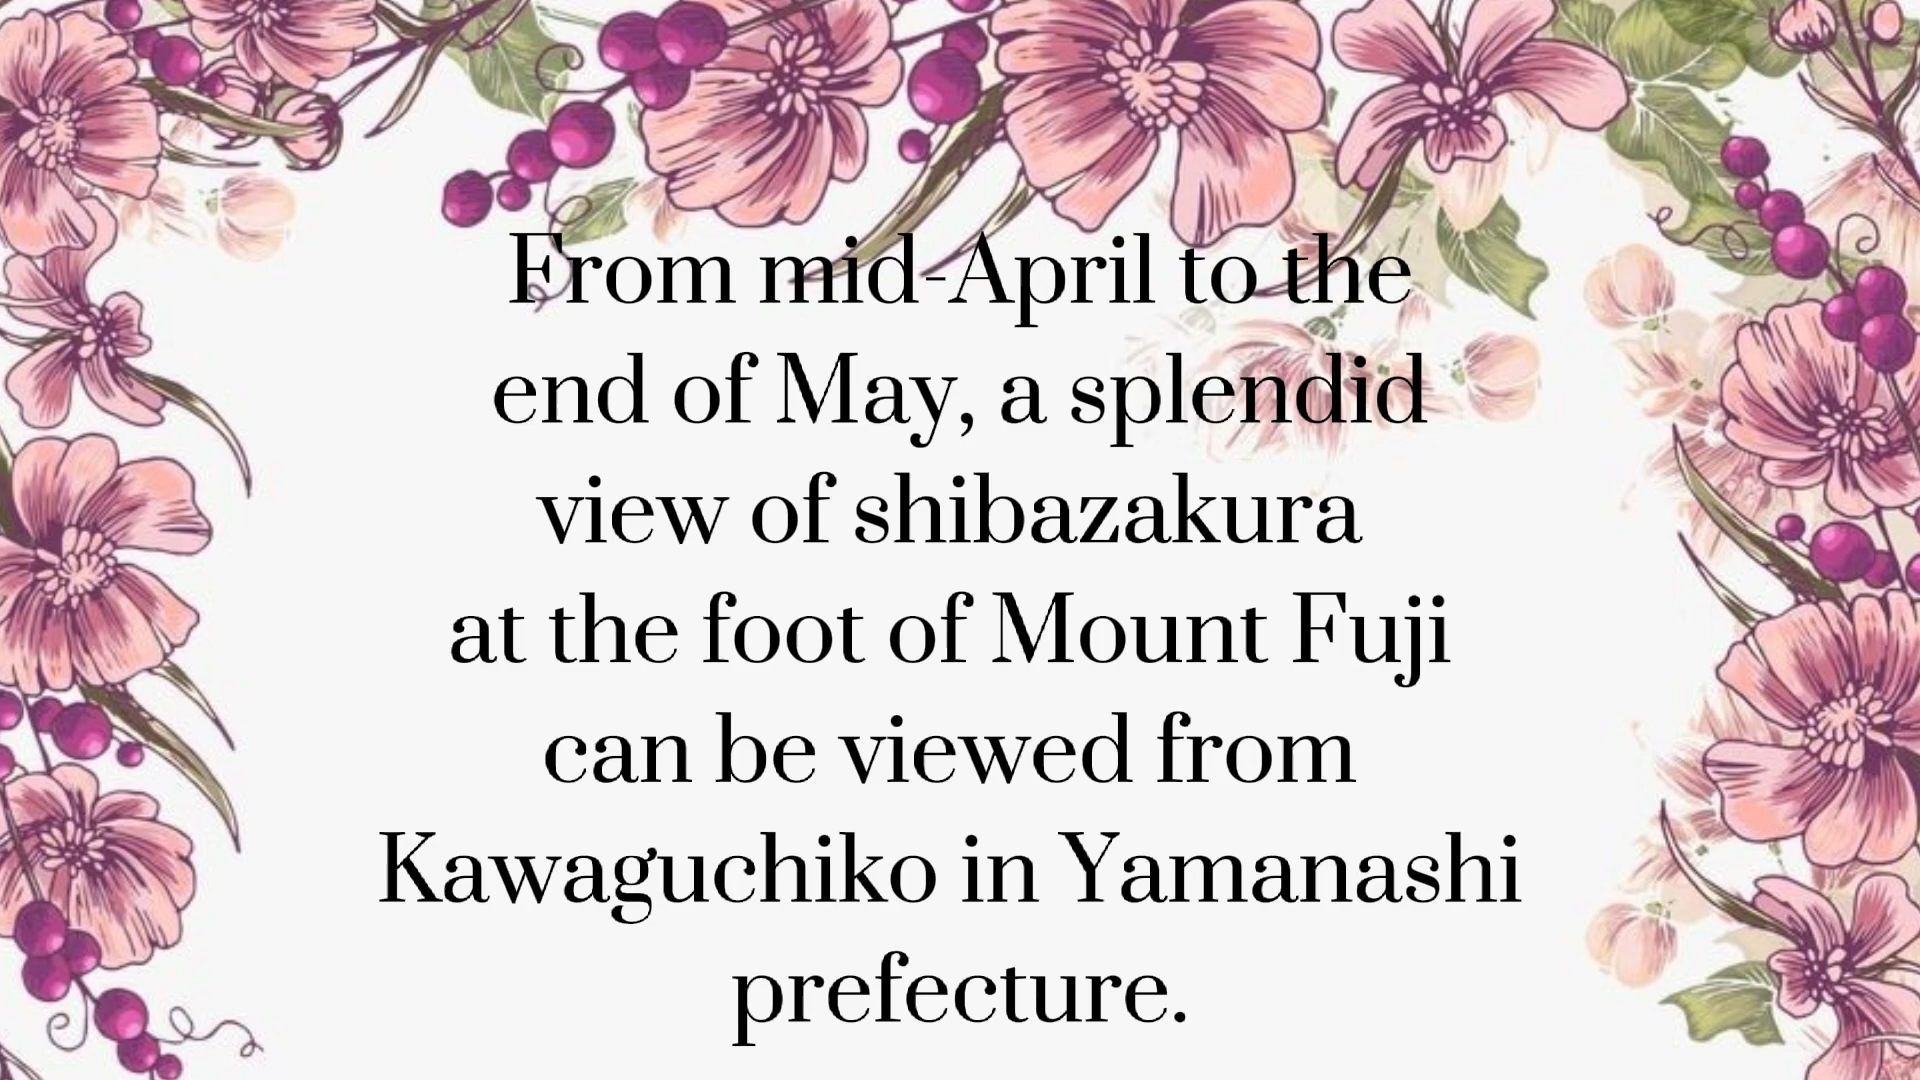 From mid-April to the
end of May, a splendid
view of shibazakura
at the foot of Mount Fuji
can be viewed from
Kawaguchiko in Yamanashi
prefecture.